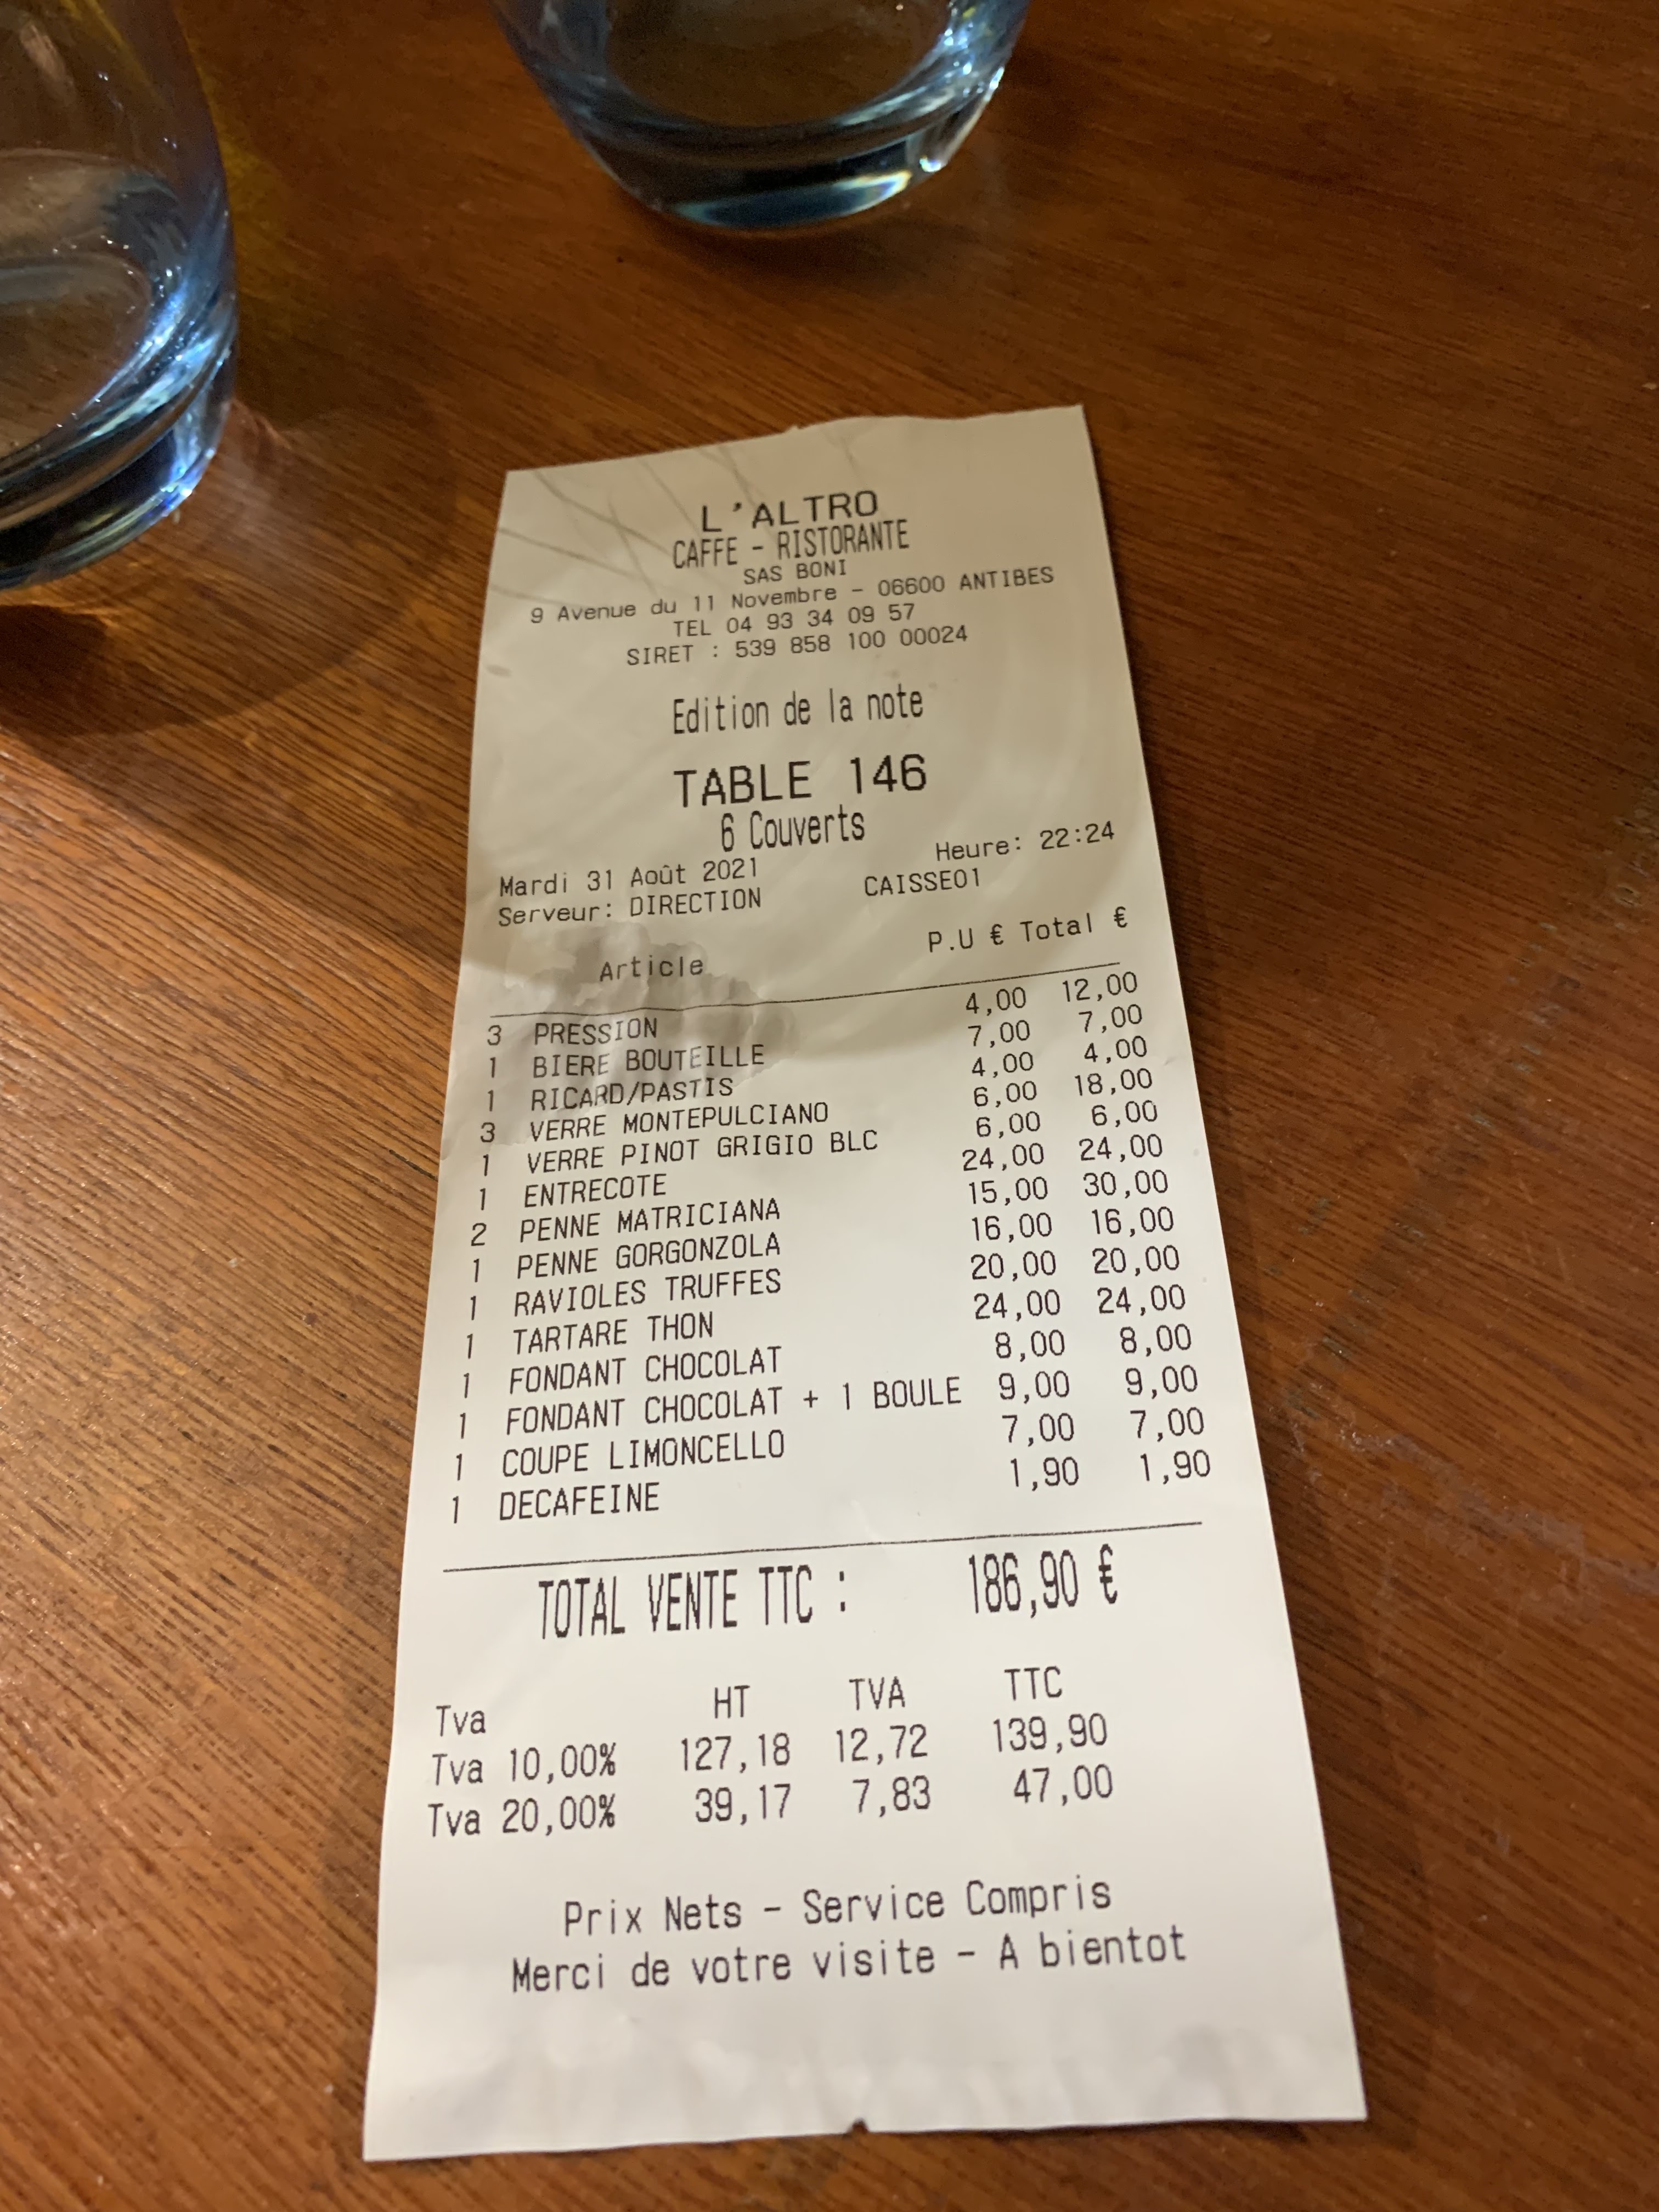 L'ALTRO
CAFFE - RISTORANTE
SAS BONI
9 Avenue du 11 Novembre - 06600 ANTIBES
TEL 04 93 34 09 57
SIRET : 539 858 100 00024
Edition de la note
TABLE 146
6 Couverts
Mardi 31 Août 2021 Heure: 22:24
Serveur: DIRECTION CAISSE01
Article P.U € Total €
3 PRESSION 4,00 12,00
1 BIERE BOUTEILLE 7,00 7,00
1 RICARD/PASTIS 4,00 4,00
3 VERRE MONTEPULCIANO 6,00 18,00
1 VERRE PINOT GRIGIO BLC 6,00 6,00
1 ENTRECOTE 24,00 24,00
2 PENNE MATRICIANA 15,00 30,00
1 PENNE GORGONZOLA 16,00 16,00
1 RAVIOLES TRUFFES 20,00 20,00
1 TARTARE THON 24,00 24,00
1 FONDANT CHOCOLAT 8,00 8,00
1 FONDANT CHOCOLAT + 1 BOULE 9,00 9,00
1 COUPE LIMONCELLO 7,00 7,00
1 DECAFEINE 1,90 1,90
TOTAL VENTE TTC : 186,90 €
Tva HT TVA TTC
Tva 10,00% 127,18 12,72 139,90
Tva 20,00% 39,17 7,83 47,00
Prix Nets - Service Compris
Merci de votre visite - A bientot